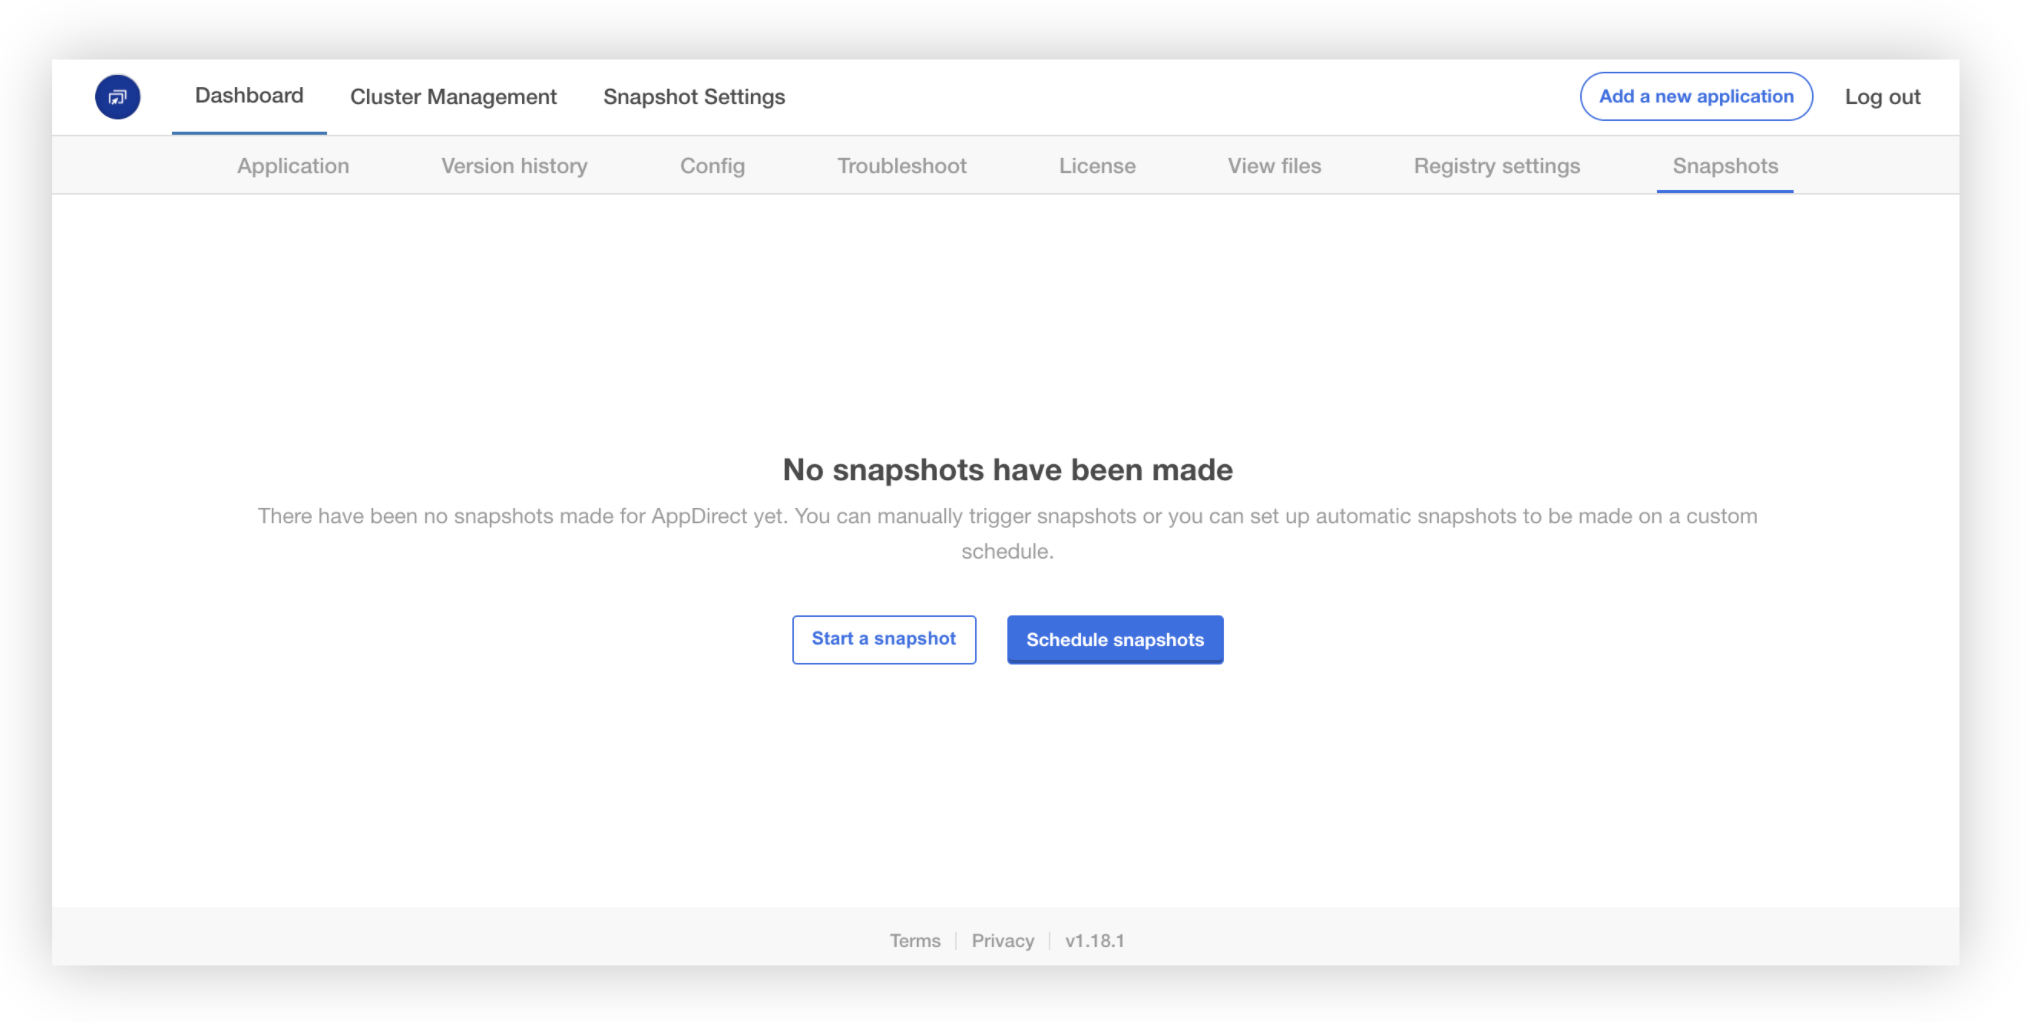 Dashboard Cluster Management Snapshot Settings Add a new application Log out
Application Version history Config Troubleshoot License View files Registry settings Snapshots
No snapshots have been made
There have been no snapshots made for AppDirect yet. You can manually trigger snapshots or you can set up automatic snapshots to be made on a custom
schedule.
Start a snapshot Schedule snapshots
Terms Privacy v1.18.1